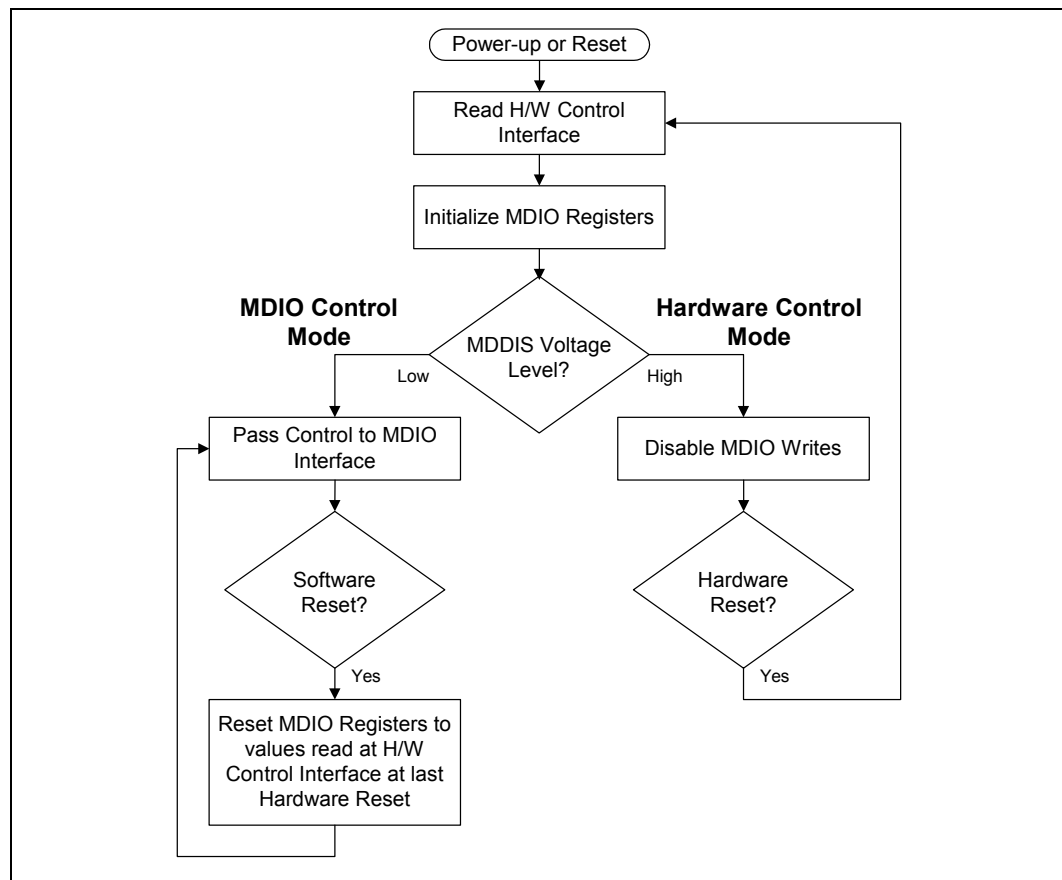 Power-up or Reset
Read H/W Control
Interface
Initialize MDIO Registers
MDIO Control
Mode
Hardware Control
Mode
MDDIS Voltage
Level?
Low
High
Pass Control to MDIO
Interface
Disable MDIO Writes
Software
Reset?
Hardware
Reset?
Yes
Yes
Reset MDIO Registers to
values read at H/W
Control Interface at last
Hardware Reset